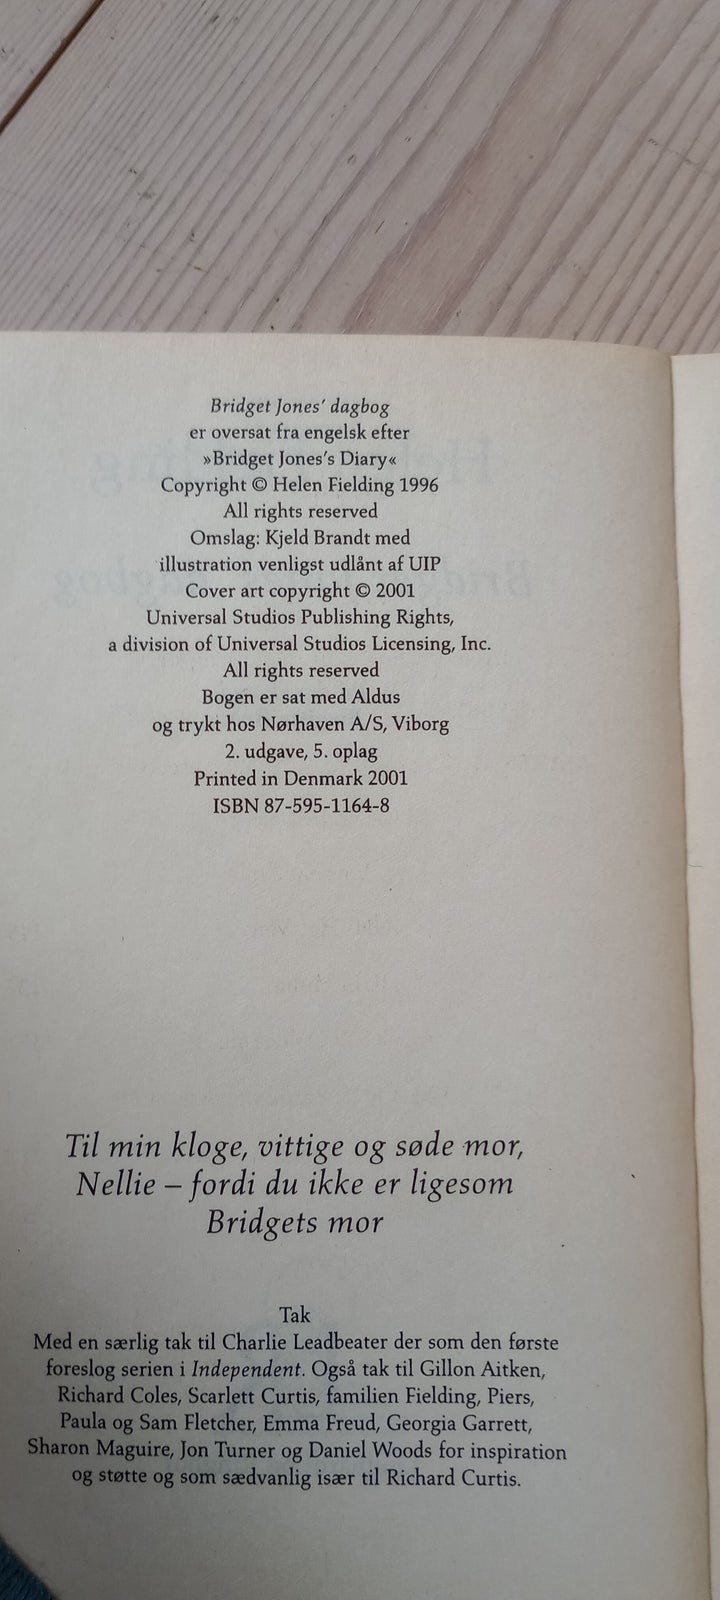 Bridget Jones' dagbog
er oversat fra engelsk efter
»Bridget Jones's Diary«
Copyright © Helen Fielding 1996
All rights reserved
Omslag: Kjeld Brandt med
illustration venligst udlånt af UIP
Cover art copyright © 2001
Universal Studios Publishing Rights,
a division of Universal Studios Licensing, Inc.
All rights reserved
Bogen er sat med Aldus
og trykt hos Nørhaven A/S, Viborg
2. udgave, 5. oplag
Printed in Denmark 2001
ISBN 87-595-1164-8
Til min kloge, vittige og søde mor,
Nellie – fordi du ikke er ligesom
Bridgets mor
Tak
Med en særlig tak til Charlie Leadbeater der som den første
foreslog serien i Independent. Også tak til Gillon Aitken,
Richard Coles, Scarlett Curtis, familien Fielding, Piers,
Paula og Sam Fletcher, Emma Freud, Georgia Garrett,
Sharon Maguire, Jon Turner og Daniel Woods for inspiration
og støtte og som sædvanlig især til Richard Curtis.